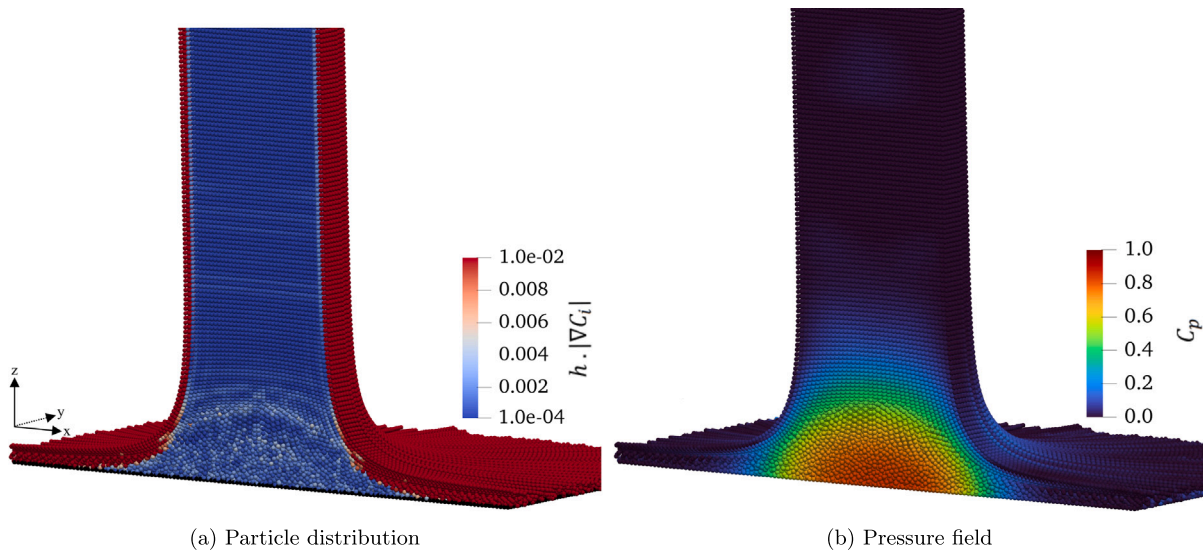 1.0e-02
0.008
0.006
0.004
0.002
1.0e-04
h . |∇C_i|
z
y
x
(a) Particle distribution
1.0
0.8
0.6
0.4
0.2
0.0
C_p
(b) Pressure field